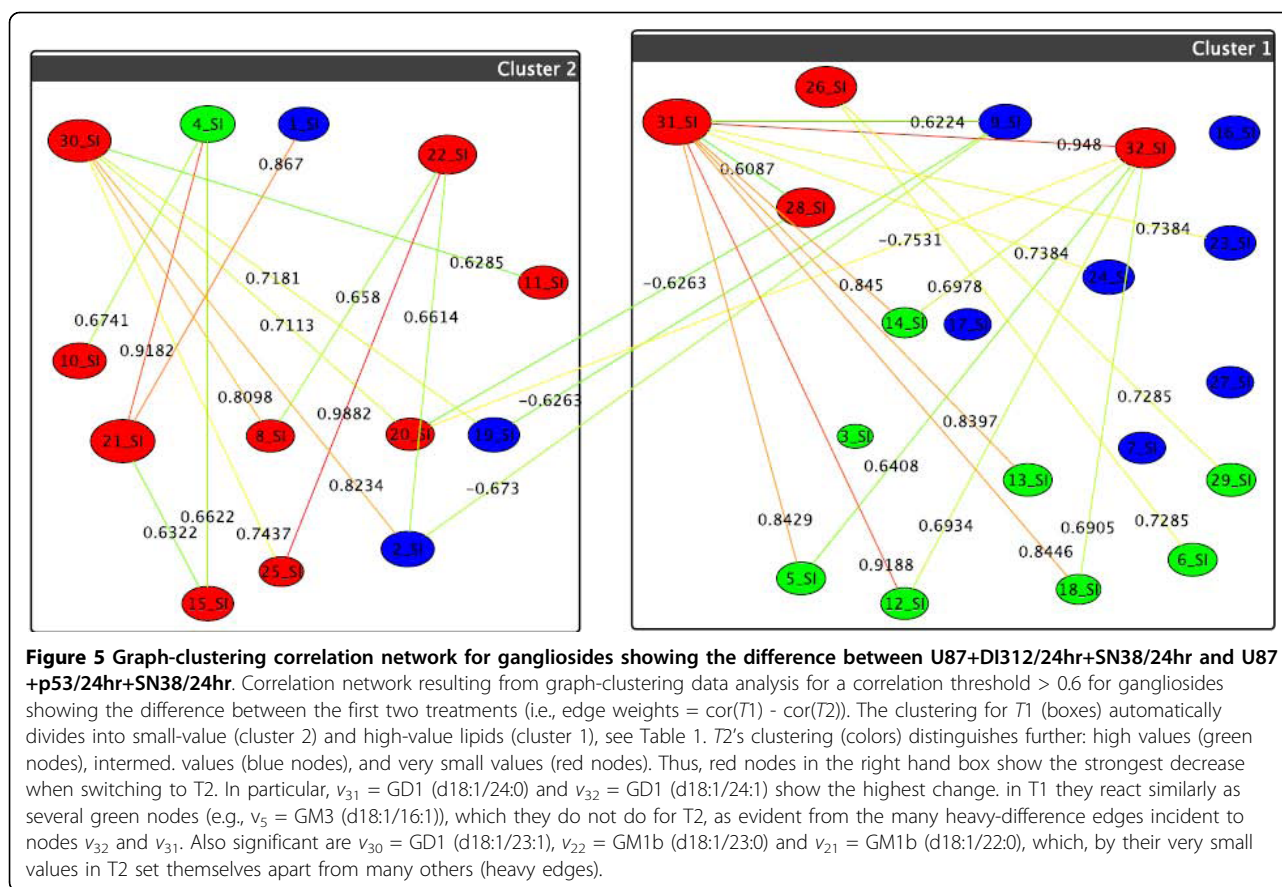 Cluster 2
Cluster 1
26_SI
30_SI
4_SI
1_SI
31_SI
9_SI
16_SI
0.6224
0.948
32_SI
22_SI
0.867
0.6087
28_SI
23_SI
0.7384
-0.7531
0.7384
24_SI
11_SI
0.6285
0.7181
0.658
-0.6263
0.845
0.6978
0.7113
0.6614
14_SI
17_SI
0.6741
0.9182
10_SI
27_SI
0.8098
0.9882
-0.6263
0.7285
0.8397
21_SI
8_SI
20_SI
19_SI
3_SI
7_SI
0.8234
0.6408
13_SI
29_SI
-0.673
0.6622
0.6322
0.7437
0.8429
0.6934
0.6905
0.7285
2_SI
0.8446
6_SI
25_SI
0.9188
5_SI
18_SI
15_SI
12_SI
Figure 5 Graph-clustering correlation network for gangliosides showing the difference between U87+DI312/24hr+SN38/24hr and U87
+p53/24hr+SN38/24hr. Correlation network resulting from graph-clustering data analysis for a correlation threshold > 0.6 for gangliosides
showing the difference between the first two treatments (i.e., edge weights = cor(T1) - cor(T2)). The clustering for T1 (boxes) automatically
divides into small-value (cluster 2) and high-value lipids (cluster 1), see Table 1. T2's clustering (colors) distinguishes further: high values (green
nodes), intermed. values (blue nodes), and very small values (red nodes). Thus, red nodes in the right hand box show the strongest decrease
when switching to T2. In particular, v31 = GD1 (d18:1/24:0) and v32 = GD1 (d18:1/24:1) show the highest change. in T1 they react similarly as
several green nodes (e.g., v5 = GM3 (d18:1/16:1)), which they do not do for T2, as evident from the many heavy-difference edges incident to
nodes v32 and v31. Also significant are v30 = GD1 (d18:1/23:1), v22 = GM1b (d18:1/23:0) and v21 = GM1b (d18:1/22:0), which, by their very small
values in T2 set themselves apart from many others (heavy edges).